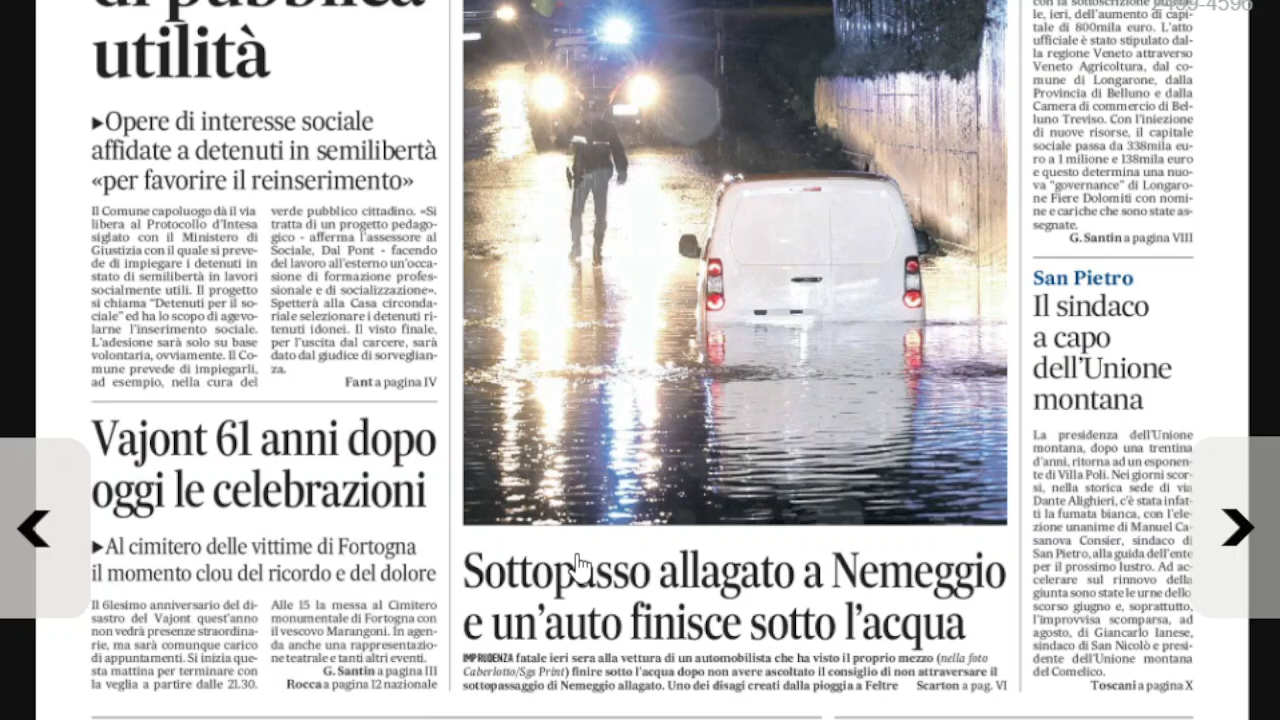 di pubblica
utilità
▸Opere di interesse sociale
affidate a detenuti in semilibertà
«per favorire il reinserimento»
Il Comune capoluogo dà il via
libera al Protocollo d'Intesa
siglato con il Ministero di
Giustizia con il quale si preve-
de di impiegare i detenuti in
stato di semilibertà in lavori
socialmente utili. Il progetto
si chiama "Detenuti per il so-
ciale" ed ha lo scopo di agevo-
larne l'inserimento sociale.
L'adesione sarà solo su base
volontaria, ovviamente. Il Co-
mune prevede di impiegarli,
ad esempio, nella cura del
verde pubblico cittadino. «Si
tratta di un progetto pedago-
gico - afferma l'assessore al
Sociale, Dal Pont - facendo
del lavoro all'esterno un'occa-
sione di formazione profes-
sionale e di socializzazione».
Spetterà alla Casa circonda-
riale selezionare i detenuti ri-
tenuti idonei. Il visto finale,
per l'uscita dal carcere, sarà
dato dal giudice di sorveglian-
za.
Fant a pagina IV
Vajont 61 anni dopo
oggi le celebrazioni
▸Al cimitero delle vittime di Fortogna
il momento clou del ricordo e del dolore
Il 61esimo anniversario del di-
sastro del Vajont quest'anno
non vedrà presenze straordina-
rie, ma sarà comunque carico
di appuntamenti. Si inizia que-
sta mattina per terminare con
la veglia a partire dalle 21.30.
Alle 15 la messa al Cimitero
monumentale di Fortogna con
il vescovo Marangoni. In agen-
da anche una rappresentazio-
ne teatrale e tanti altri eventi.
G. Santin a pagina III
Rocca a pagina 12 nazionale
Sottopasso allagato a Nemeggio
e un'auto finisce sotto l'acqua
IMPRUDENZA fatale ieri sera alla vettura di un automobilista che ha visto il proprio mezzo (nella foto
Caberlotto/Sgs Print) finire sotto l'acqua dopo non avere ascoltato il consiglio di non attraversare il
sottopassaggio di Nemeggio allagato. Uno dei disagi creati dalla pioggia a Feltre Scarton a pag. VI
con la sottoscrizione
le, ieri, dell'aumento di capi-
tale di 800mila euro. L'atto
ufficiale è stato stipulato dal-
la regione Veneto attraverso
Veneto Agricoltura, dal co-
mune di Longarone, dalla
Provincia di Belluno e dalla
Camera di commercio di Bel-
luno Treviso. Con l'iniezione
di nuove risorse, il capitale
sociale passa da 338mila eu-
ro a 1 milione e 138mila euro
e questo determina una nuo-
va "governance" di Longaro-
ne Fiere Dolomiti con nomi-
ne e cariche che sono state as-
segnate.
G. Santin a pagina VIII
San Pietro
Il sindaco
a capo
dell'Unione
montana
La presidenza dell'Unione
montana, dopo una trentina
d'anni, ritorna ad un esponen-
te di Villa Poli. Nei giorni scor-
si, nella storica sede di via
Dante Alighieri, c'è stata infat-
ti la fumata bianca, con l'ele-
zione unanime di Manuel Ca-
sanova Consier, sindaco di
San Pietro, alla guida dell'ente
per il prossimo lustro. Ad ac-
celerare sul rinnovo della
giunta sono state le urne dello
scorso giugno e, soprattutto,
l'improvvisa scomparsa, ad
agosto, di Giancarlo Ianese,
sindaco di San Nicolò e presi-
dente dell'Unione montana
del Comelico.
Toscani a pagina X